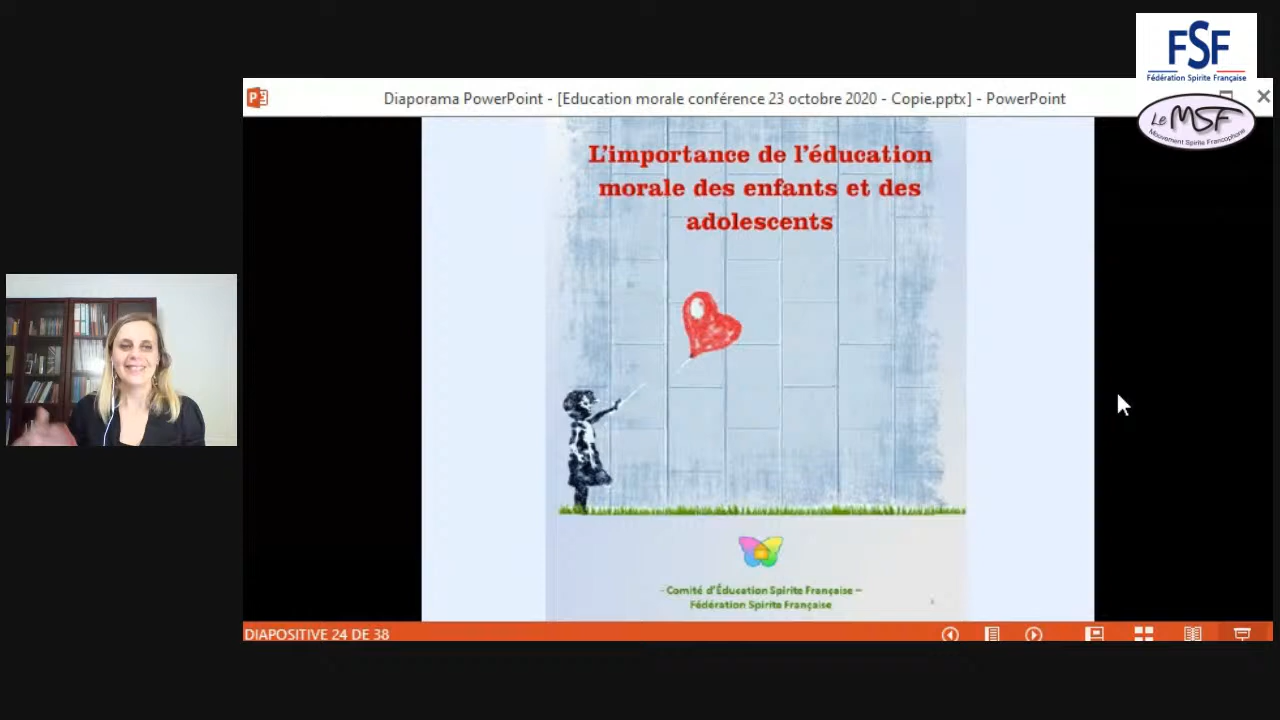 FSF
Fédération Spirite Française
Le MSF
Mouvement Spirite Francophone
Diaporama PowerPoint - [Education morale conférence 23 octobre 2020 - Copie.pptx] - PowerPoint
L'importance de l'éducation
morale des enfants et des
adolescents
- Comité d'Éducation Spirite Française –
Fédération Spirite Française
DIAPOSITIVE 24 DE 38